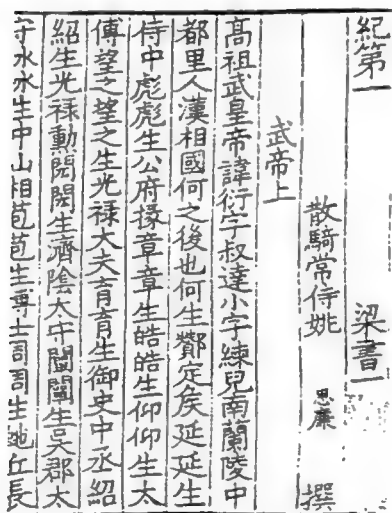 紀第一 梁書一
散騎常侍姚 思廉 撰
武帝上
髙祖武皇帝諱衍字叔達小字練兒南蘭陵中
都里人漢相國何之後也何生酇定矦延延生
侍中彪彪生公府掾章章生皓皓生仰仰生太
傅望之望之生光禄大夫育育生御史中丞紹
紹生光禄勳閎閎生濟陰太守闡闡生吳郡太
守氷氷生中山相苞苞生博士周周生虵丘長